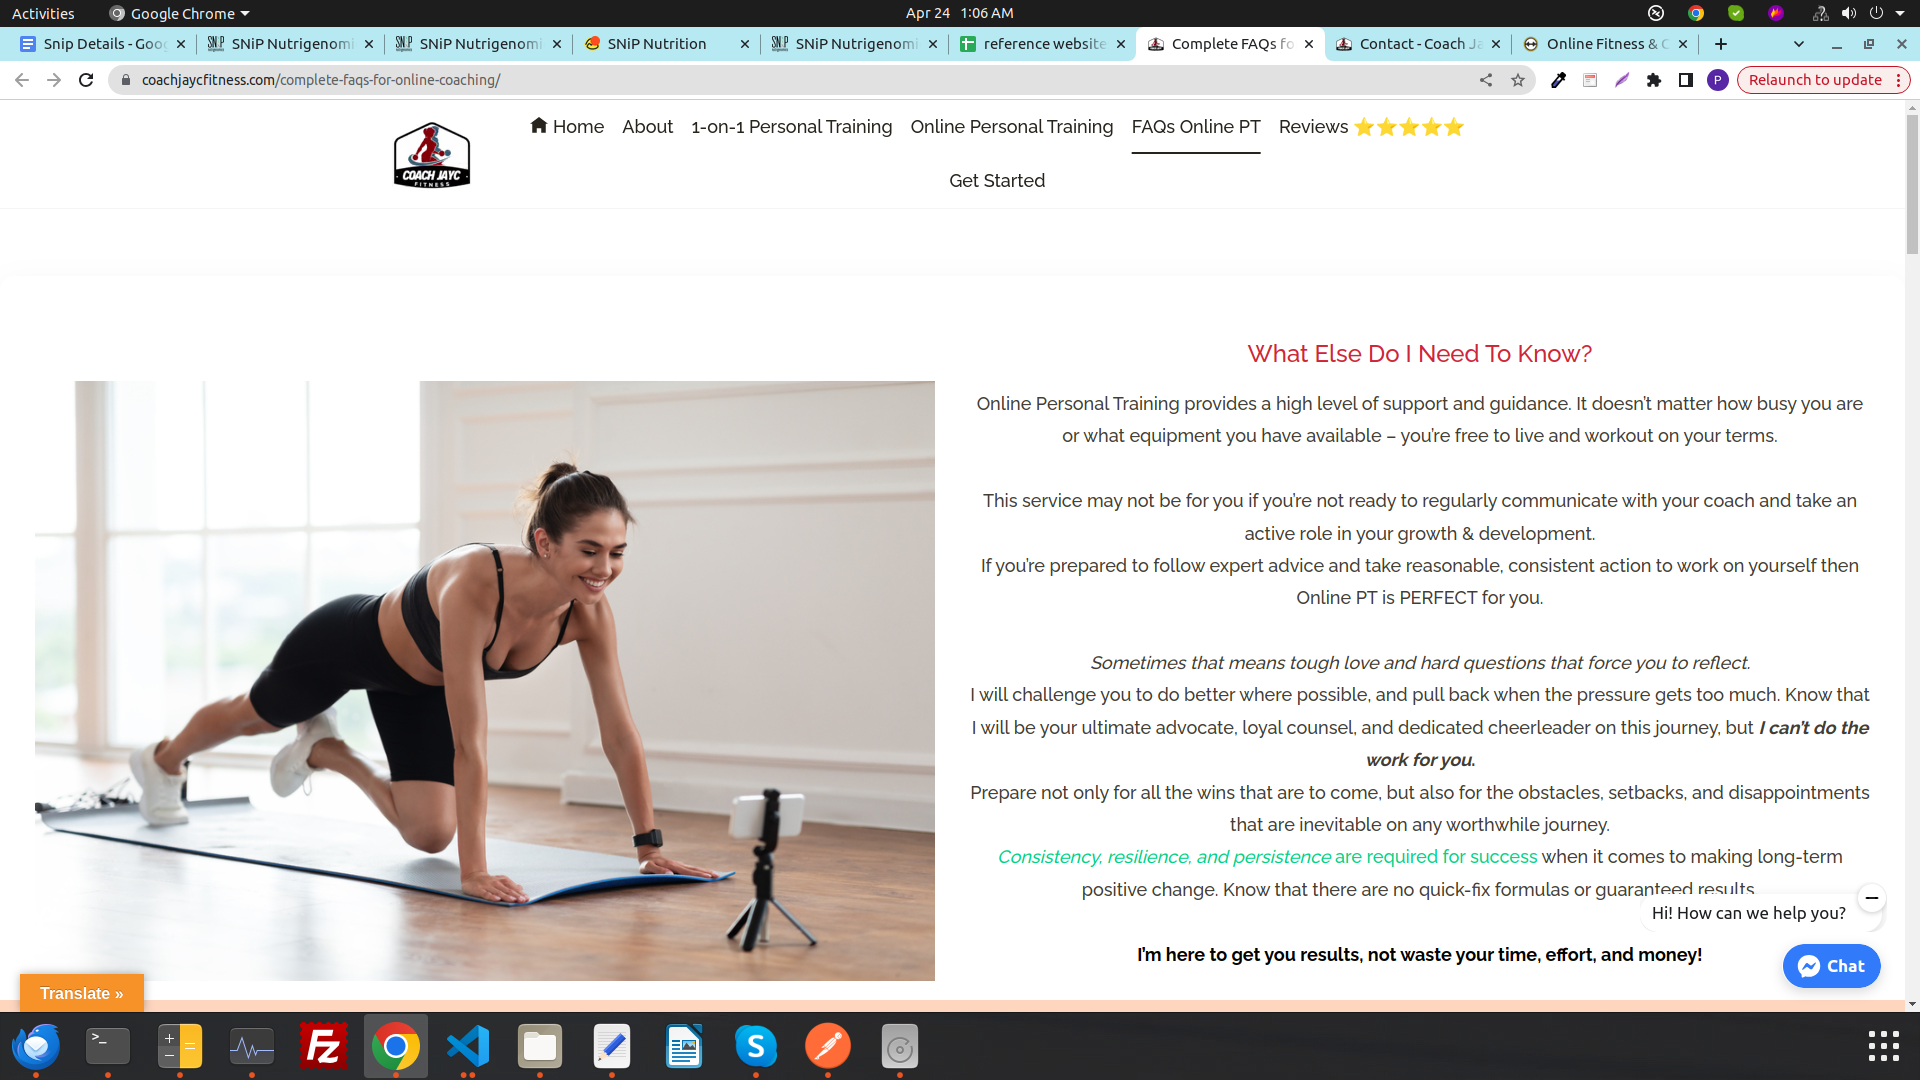 Activities
Google Chrome
Apr 24 1:06 AM
Snip Details - Goog
SNiP Nutrigenomi
SNiP Nutrigenomi
SNiP Nutrition
SNiP Nutrigenomi
reference website
Complete FAQs fo
Contact - Coach Ja
Online Fitness & C
coachjaycfitness.com/complete-faqs-for-online-coaching/
P
Relaunch to update
COACH JAYC
FITNESS
Home
About
1-on-1 Personal Training
Online Personal Training
FAQs Online PT
Reviews ⭐⭐⭐⭐⭐
Get Started
What Else Do I Need To Know?
Online Personal Training provides a high level of support and guidance. It doesn’t matter how busy you are
or what equipment you have available – you’re free to live and workout on your terms.
This service may not be for you if you’re not ready to regularly communicate with your coach and take an
active role in your growth & development.
If you’re prepared to follow expert advice and take reasonable, consistent action to work on yourself then
Online PT is PERFECT for you.
Sometimes that means tough love and hard questions that force you to reflect.
I will challenge you to do better where possible, and pull back when the pressure gets too much. Know that
I will be your ultimate advocate, loyal counsel, and dedicated cheerleader on this journey, but I can’t do the
work for you.
Prepare not only for all the wins that are to come, but also for the obstacles, setbacks, and disappointments
that are inevitable on any worthwhile journey.
Consistency, resilience, and persistence are required for success when it comes to making long-term
positive change. Know that there are no quick-fix formulas or guaranteed results.
I’m here to get you results, not waste your time, effort, and money!
Hi! How can we help you?
Chat
Translate »